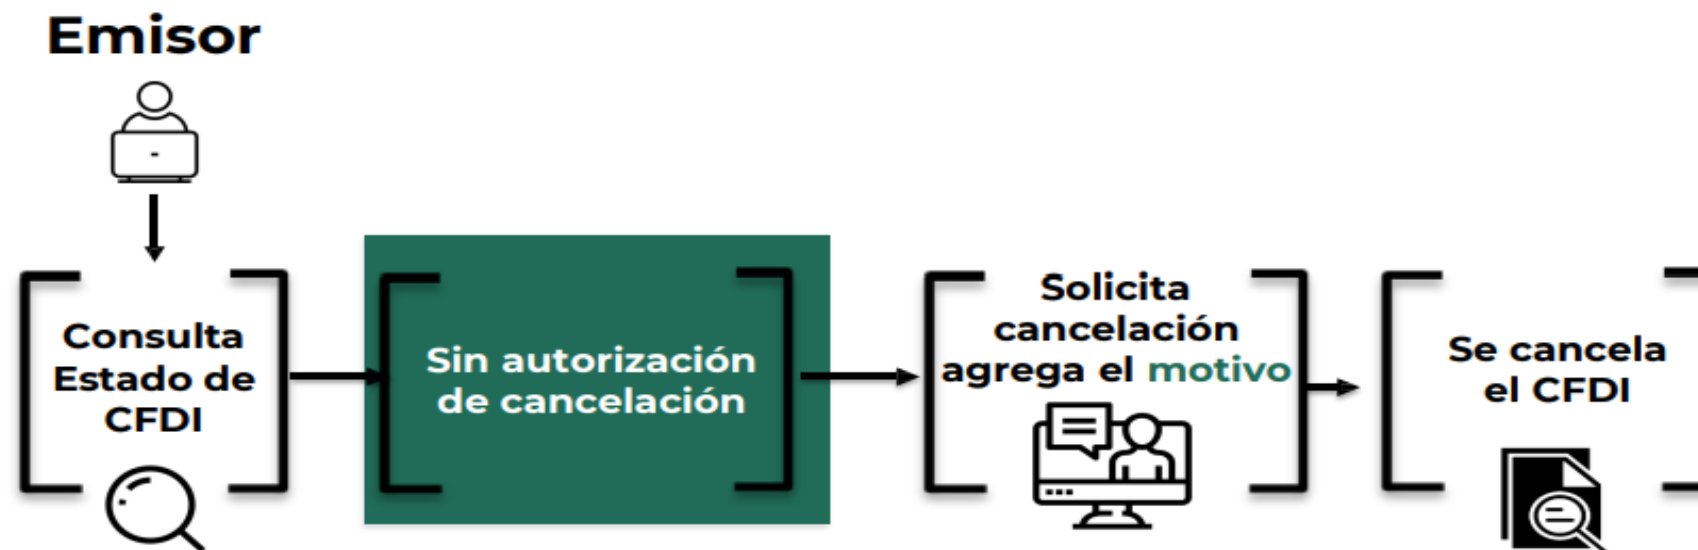 Emisor
Consulta
Estado de
CFDI
Sin autorización
de cancelación
Solicita
cancelación
agrega el motivo
Se cancela
el CFDI